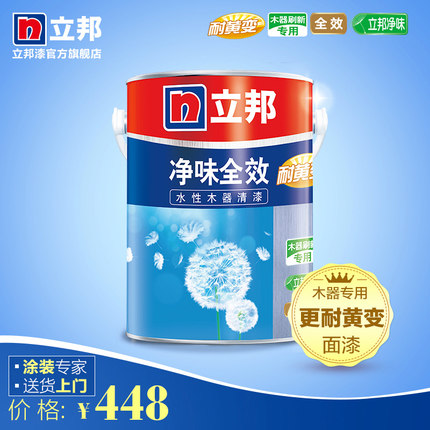 n 立邦
立邦漆官方旗舰店
耐黄变
木器刷新
专用
全效
立邦净味
n 立邦
净味全效
水性木器清漆
耐黄变
木器刷新
专用
立
木器专用
更耐黄变
面漆
涂装专家
送货上门
价格:¥448